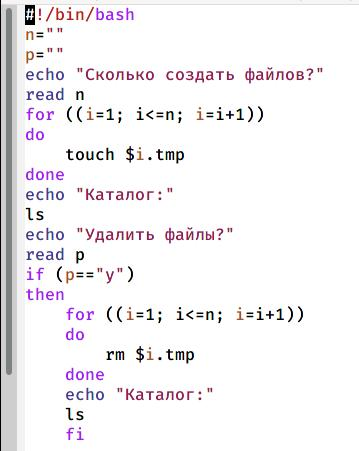 #!/bin/bash
n=""
p=""
echo "Сколько создать файлов?"
read n
for ((i=1; i<=n; i=i+1))
do
    touch $i.tmp
done
echo "Каталог:"
ls
echo "Удалить файлы?"
read p
if (p=="y")
then
    for ((i=1; i<=n; i=i+1))
    do
        rm $i.tmp
    done
    echo "Каталог:"
    ls
    fi